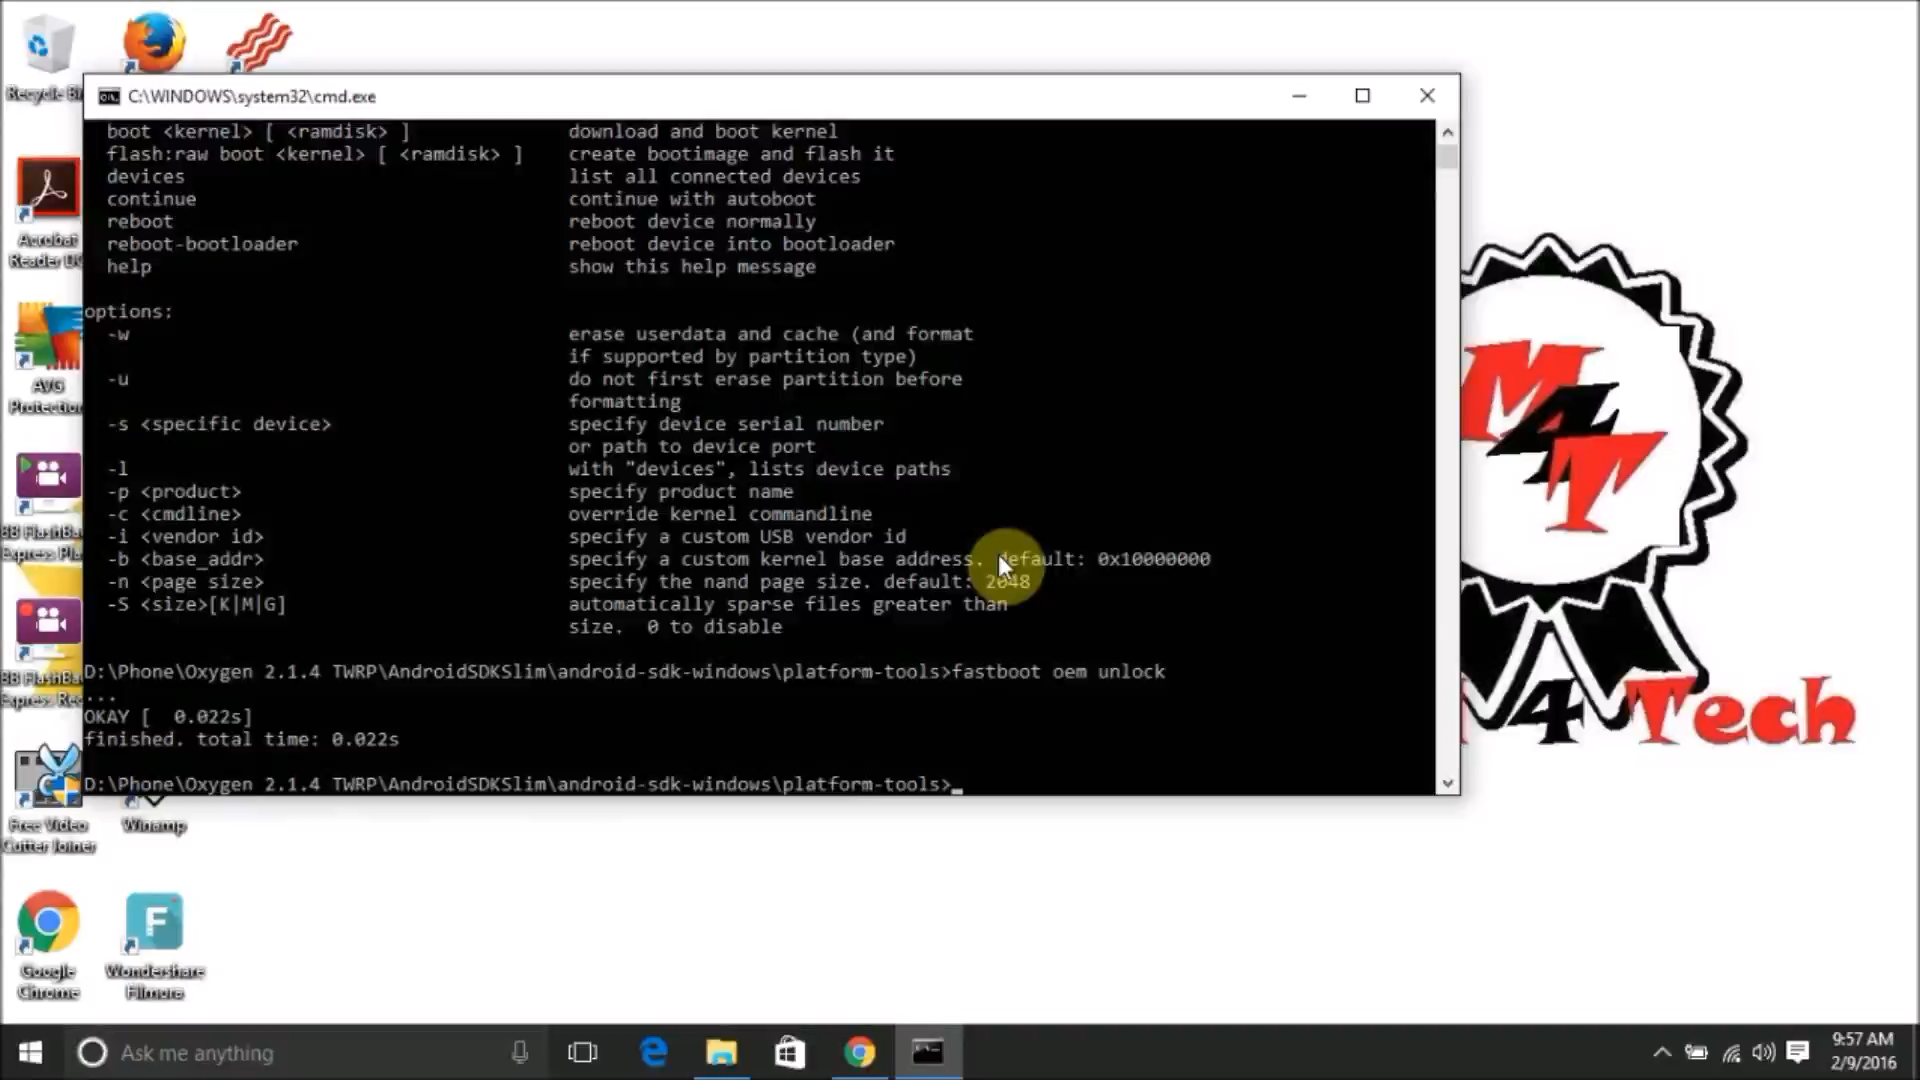 Recycle Bi
C:\WINDOWS\system32\cmd.exe
boot <kernel> [ <ramdisk> ] download and boot kernel
flash:raw boot <kernel> [ <ramdisk> ] create bootimage and flash it
devices list all connected devices
continue continue with autoboot
reboot reboot device normally
reboot-bootloader reboot device into bootloader
help show this help message
options:
-w erase userdata and cache (and format
if supported by partition type)
-u do not first erase partition before
formatting
-s <specific device> specify device serial number
or path to device port
-l with "devices", lists device paths
-p <product> specify product name
-c <cmdline> override kernel commandline
-i <vendor id> specify a custom USB vendor id
-b <base_addr> specify a custom kernel base address. default: 0x10000000
-n <page size> specify the nand page size. default: 2048
-S <size>[K|M|G] automatically sparse files greater than
size. 0 to disable
D:\Phone\Oxygen 2.1.4 TWRP\AndroidSDKSlim\android-sdk-windows\platform-tools>fastboot oem unlock
...
OKAY [ 0.022s]
finished. total time: 0.022s
D:\Phone\Oxygen 2.1.4 TWRP\AndroidSDKSlim\android-sdk-windows\platform-tools>_
Acrobat
Reader DC
AVG
Protection
BB FlashBa
Express Pla
BB FlashBa
Express Rec
Free Video
Cutter Joiner
Winamp
Google
Chrome
Wondershare
Filmora
M4T
4Tech
Ask me anything
9:57 AM
2/9/2016